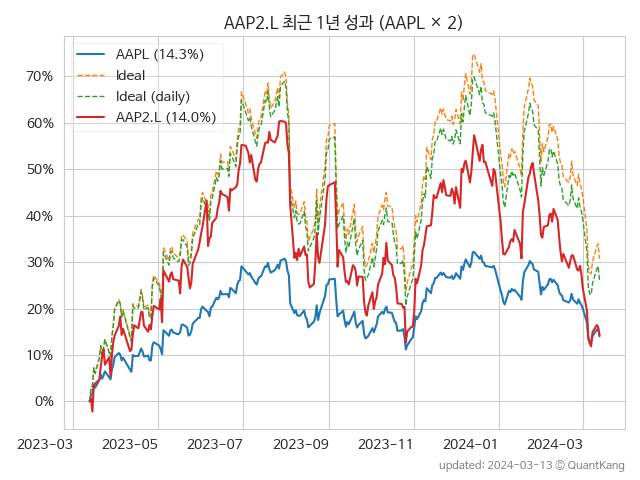 AAP2.L 최근 1년 성과 (AAPL × 2)
AAPL (14.3%)
Ideal
Ideal (daily)
AAP2.L (14.0%)
70%
60%
50%
40%
30%
20%
10%
0%
2023-03 2023-05 2023-07 2023-09 2023-11 2024-01 2024-03
updated: 2024-03-13 ⓒ QuantKang